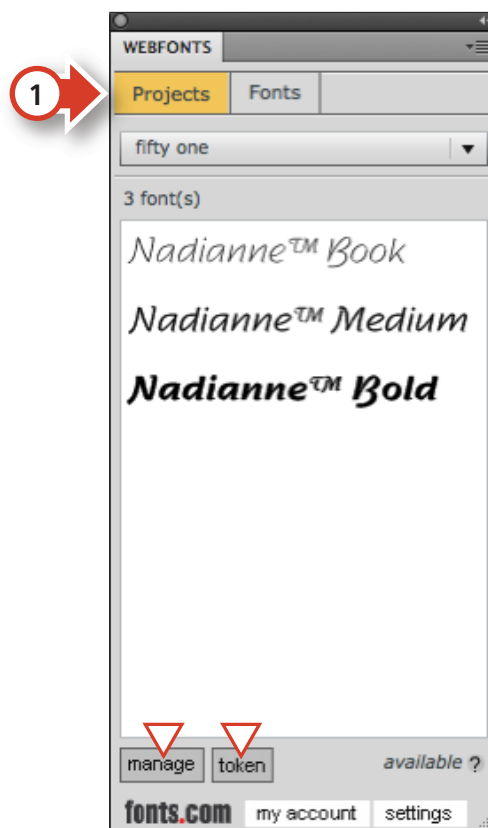 WEBFONTS
1
Projects Fonts
fifty one
3 font(s)
Nadianne™ Book
Nadianne™ Medium
Nadianne™ Bold
manage token available ?
fonts.com my account settings